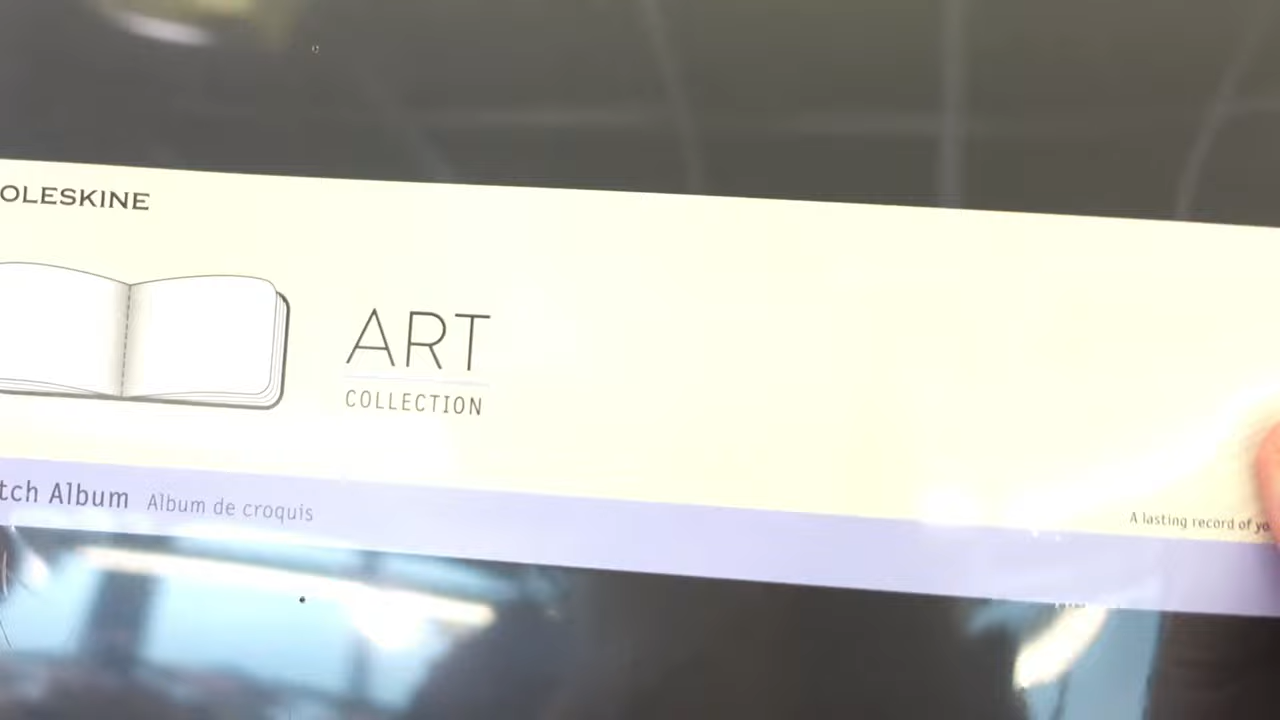 OLESKINE
ART
COLLECTION
tch Album Album de croquis
A lasting record of yo